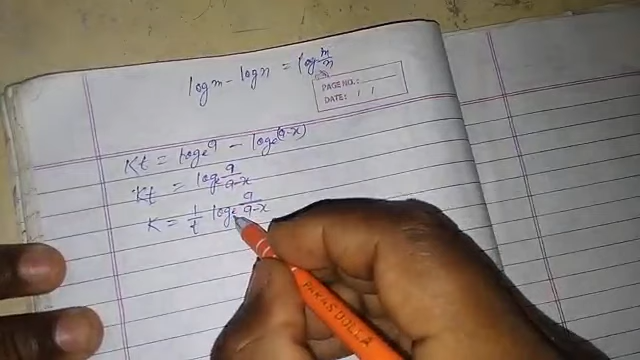 log m - log n = log m/n
PAGE NO.:
DATE: / /
Kt = logₑ a - logₑ (a-x)
Kt = logₑ a/a-x
K = 1/t logₑ a/a-x